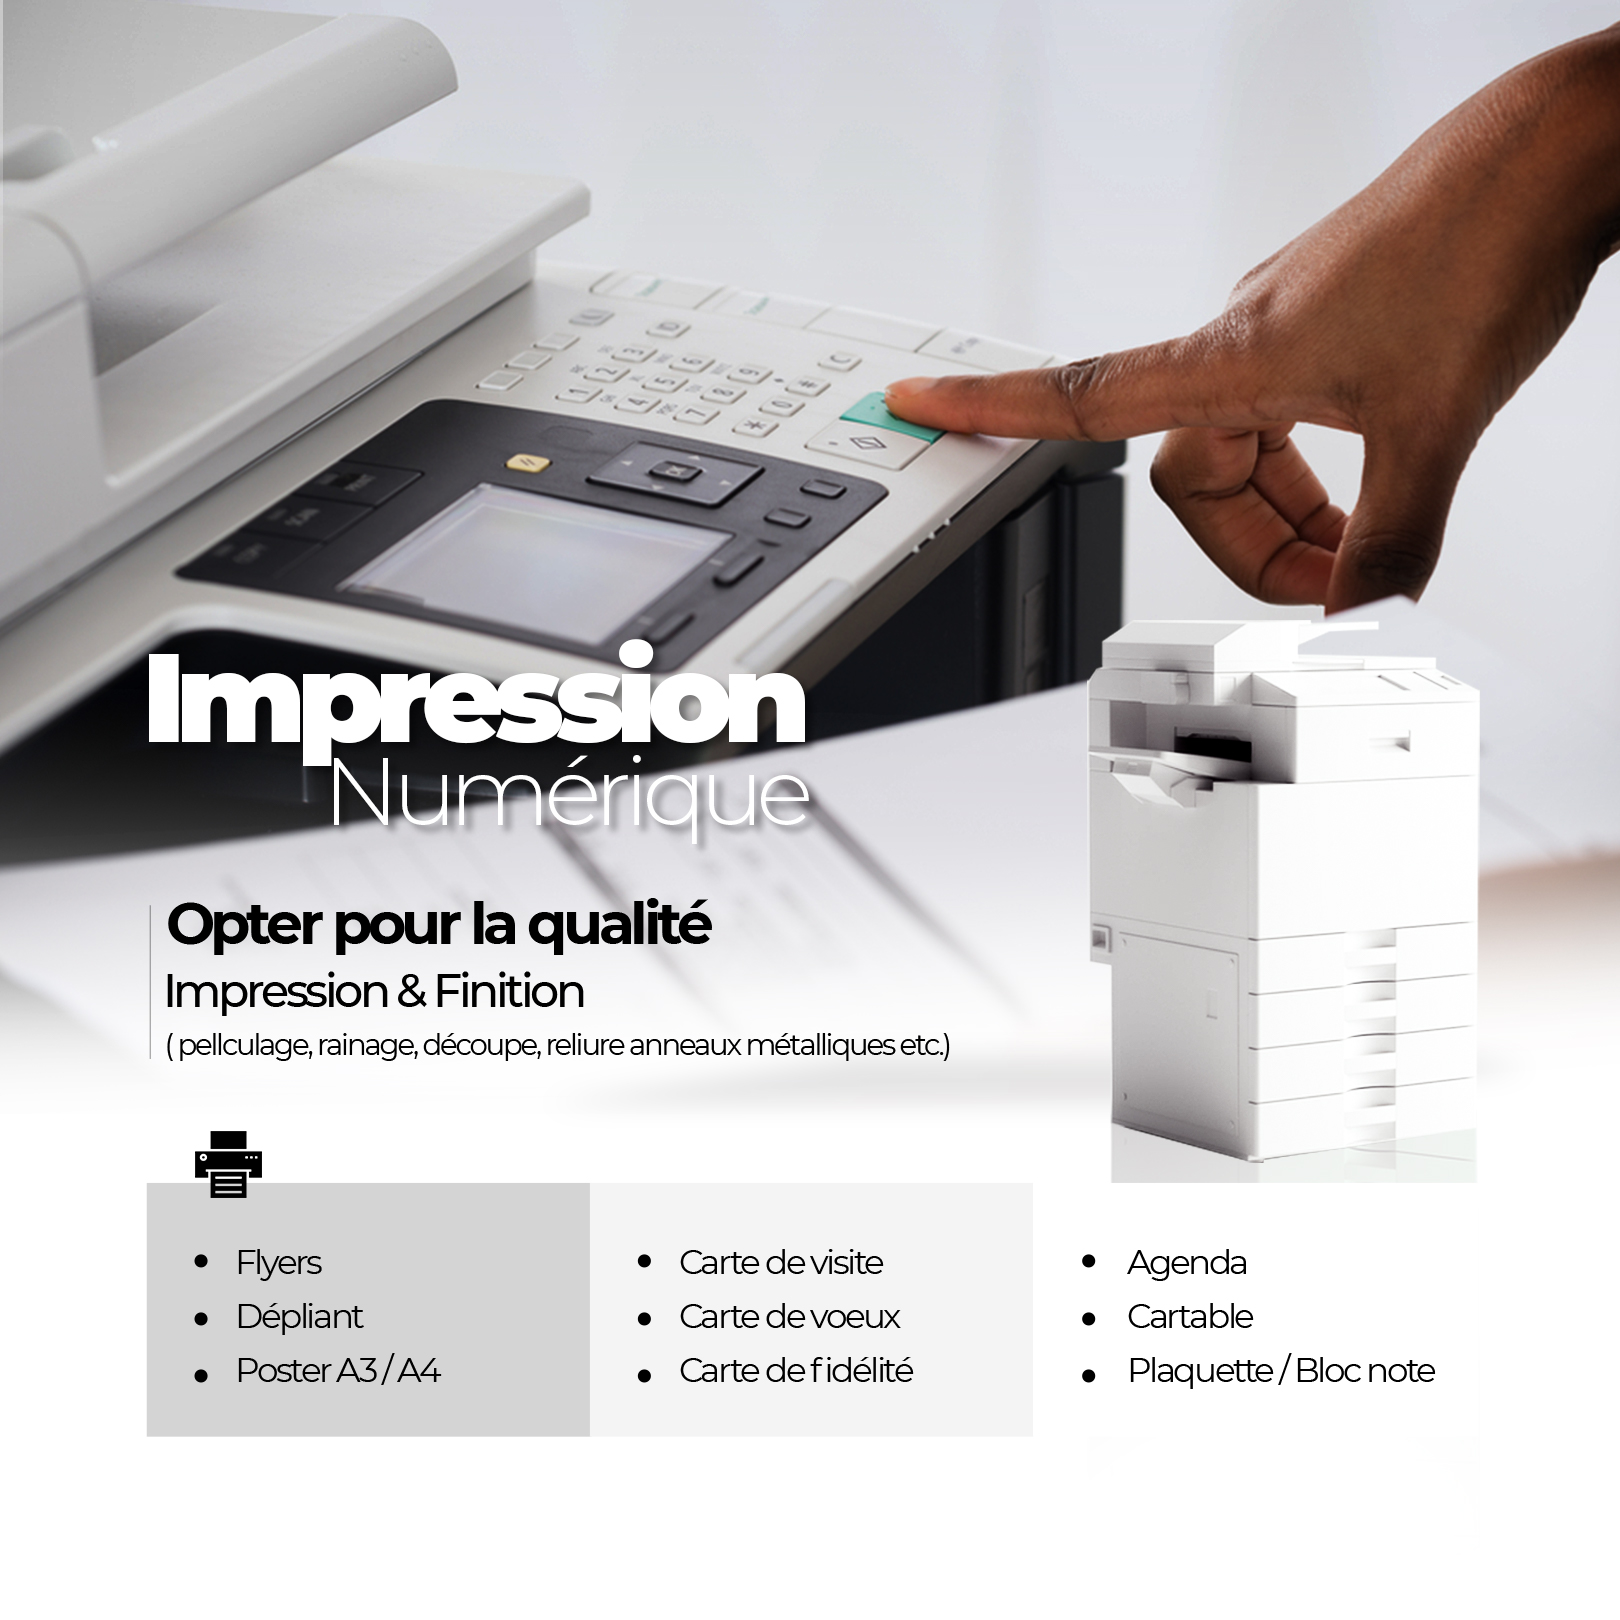 Impression
Numérique
Opter pour la qualité
Impression & Finition
( pellculage, rainage, découpe, reliure anneaux métalliques etc.)
Flyers
Dépliant
Poster A3 / A4
Carte de visite
Carte de voeux
Carte de fidélité
Agenda
Cartable
Plaquette / Bloc note